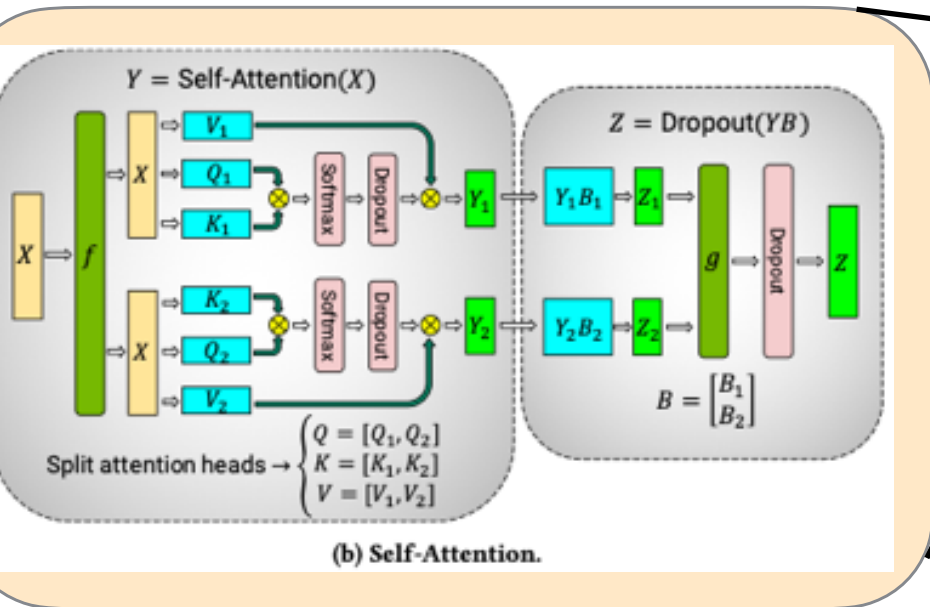 Y = Self-Attention(X)
Z = Dropout(YB)
X
f
X
V₁
Q₁
K₁
Softmax
Dropout
Y₁
Y₁B₁
Z₁
X
K₂
Q₂
V₂
Softmax
Dropout
Y₂
Y₂B₂
Z₂
g
Dropout
Z
B = [B₁
B₂]
Split attention heads → { Q = [Q₁, Q₂]
K = [K₁, K₂]
V = [V₁, V₂]
(b) Self-Attention.